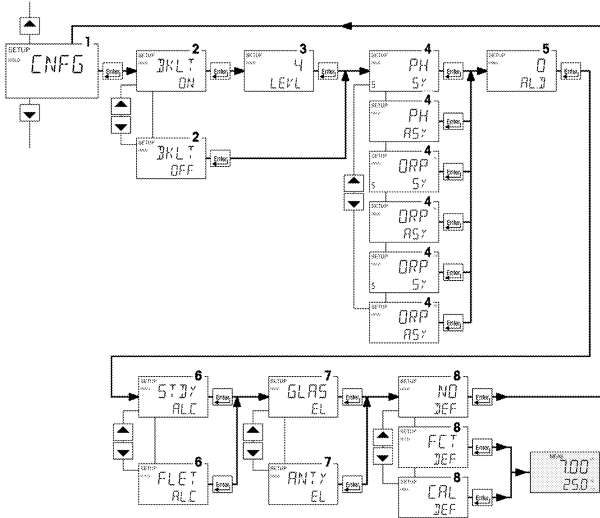 1
SETUP
HOLD
CNFG
Enter
2
SETUP
BKLT
ON
Enter
3
SETUP
4
LEVL
Enter
4
SETUP
PH
S SY
Enter
5
SETUP
0
AL.D
Enter
2
SETUP
BKLT
OFF
Enter
4
SETUP
PH
ASY
Enter
4
SETUP
ORP
S SY
Enter
4
SETUP
ORP
ASY
Enter
4
SETUP
ORP
S SY
Enter
4
SETUP
ORP
ASY
Enter
6
SETUP
STDY
ALC
Enter
7
SETUP
GLAS
EL
Enter
8
SETUP
NO
DEF
Enter
8
SETUP
FCT
DEF
Enter
6
SETUP
FLET
ALC
Enter
7
SETUP
ANTY
EL
Enter
8
SETUP
CAL
DEF
Enter
MEAS
7.00
25.0